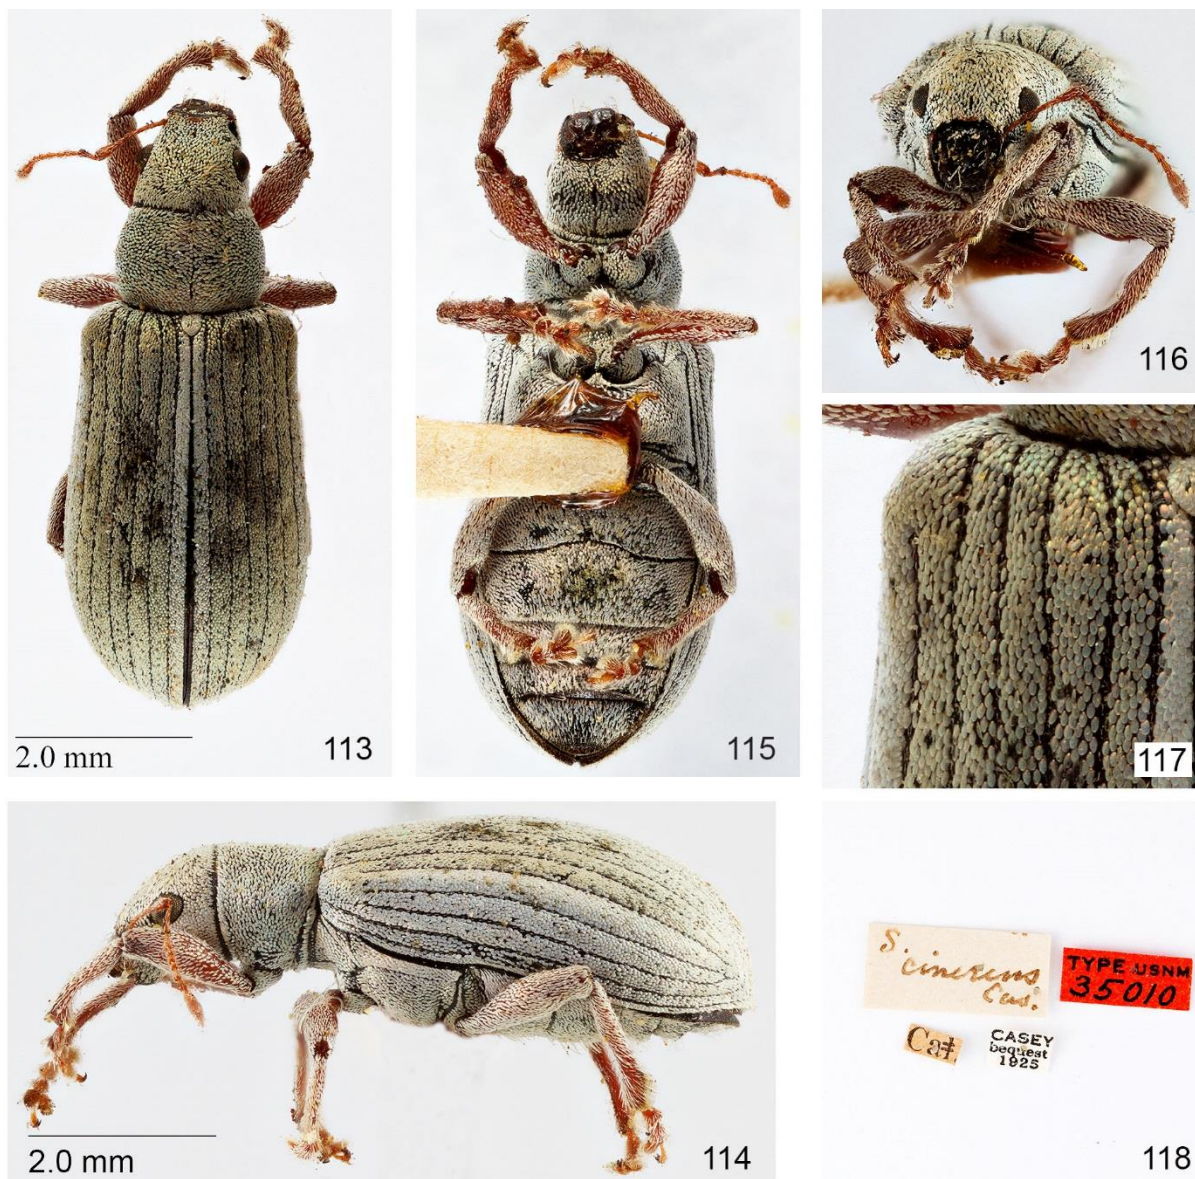 2.0 mm
113
115
116
117
2.0 mm
114
S. cinereus
Cas.
TYPE USNM
35010
Cal.
CASEY
bequest
1925
118